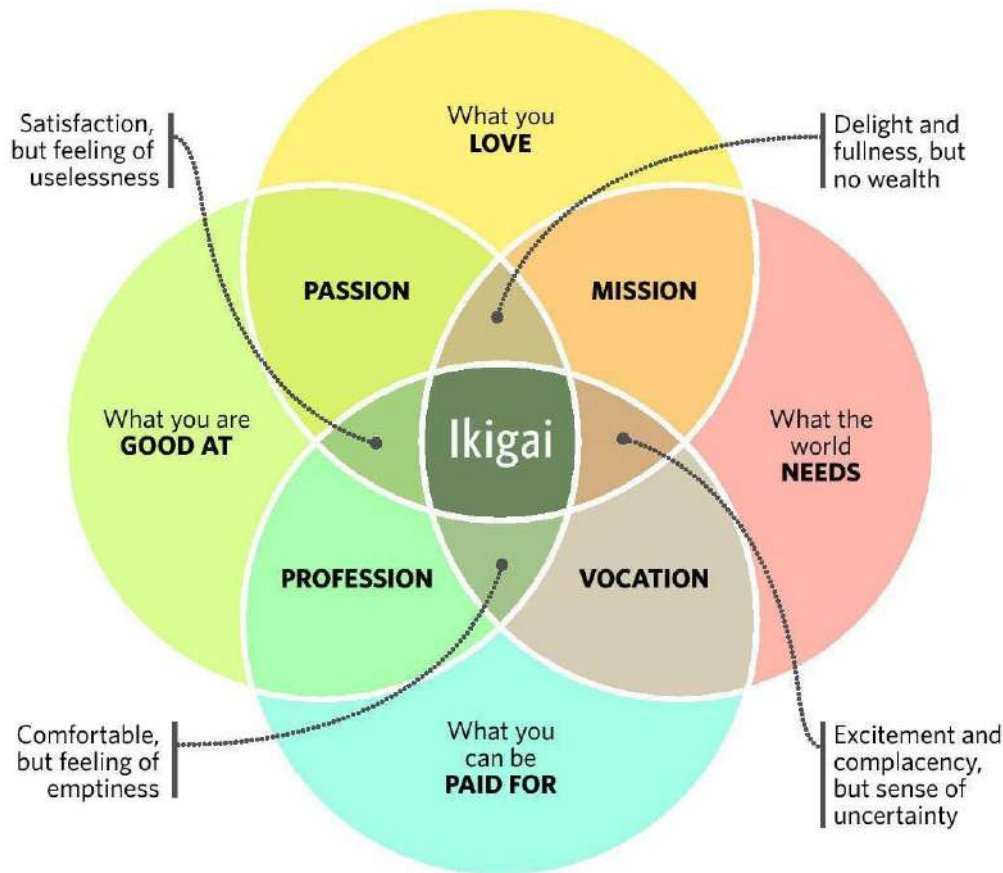 What you
LOVE
Satisfaction,
but feeling of
uselessness
Delight and
fullness, but
no wealth
PASSION
MISSION
What you are
GOOD AT
Ikigai
What the
world
NEEDS
PROFESSION
VOCATION
Comfortable,
but feeling of
emptiness
What you
can be
PAID FOR
Excitement and
complacency,
but sense of
uncertainty